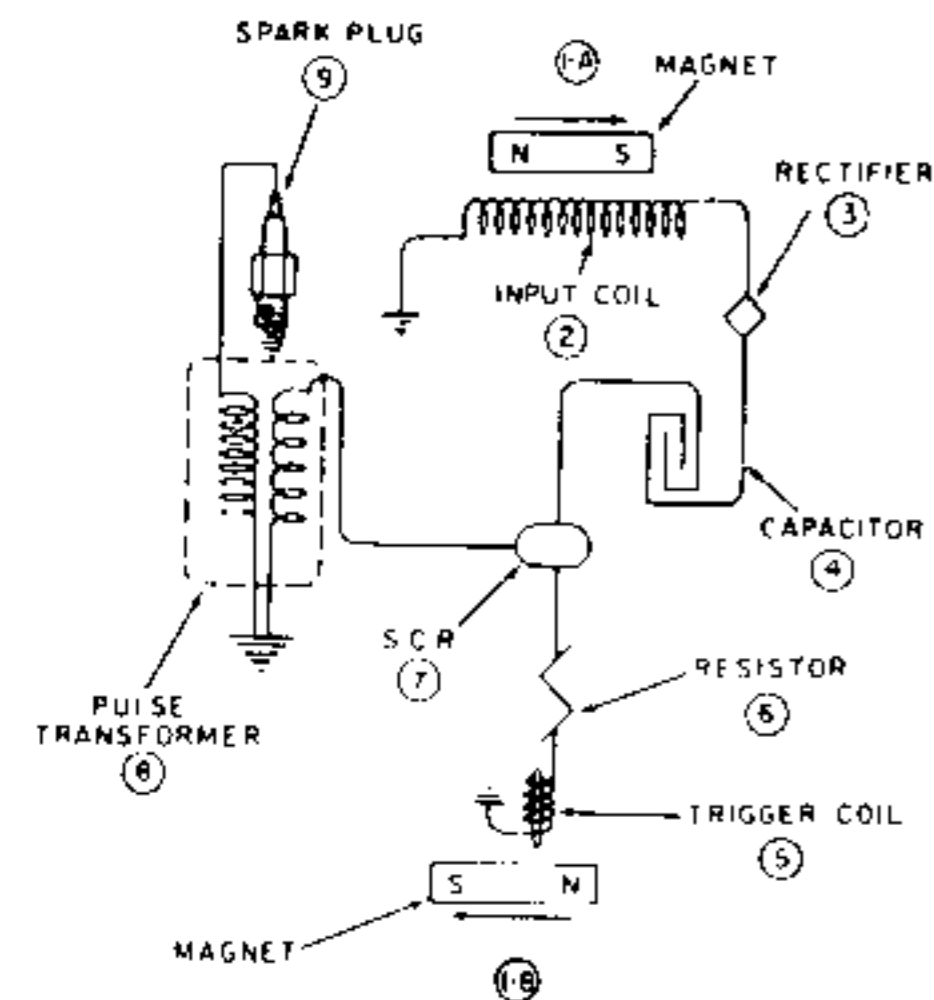 SPARK PLUG
9
1-A
MAGNET
N S
RECTIFIER
3
INPUT COIL
2
CAPACITOR
4
SCR
7
RESISTOR
6
PULSE
TRANSFORMER
8
TRIGGER COIL
5
S N
MAGNET
1-B